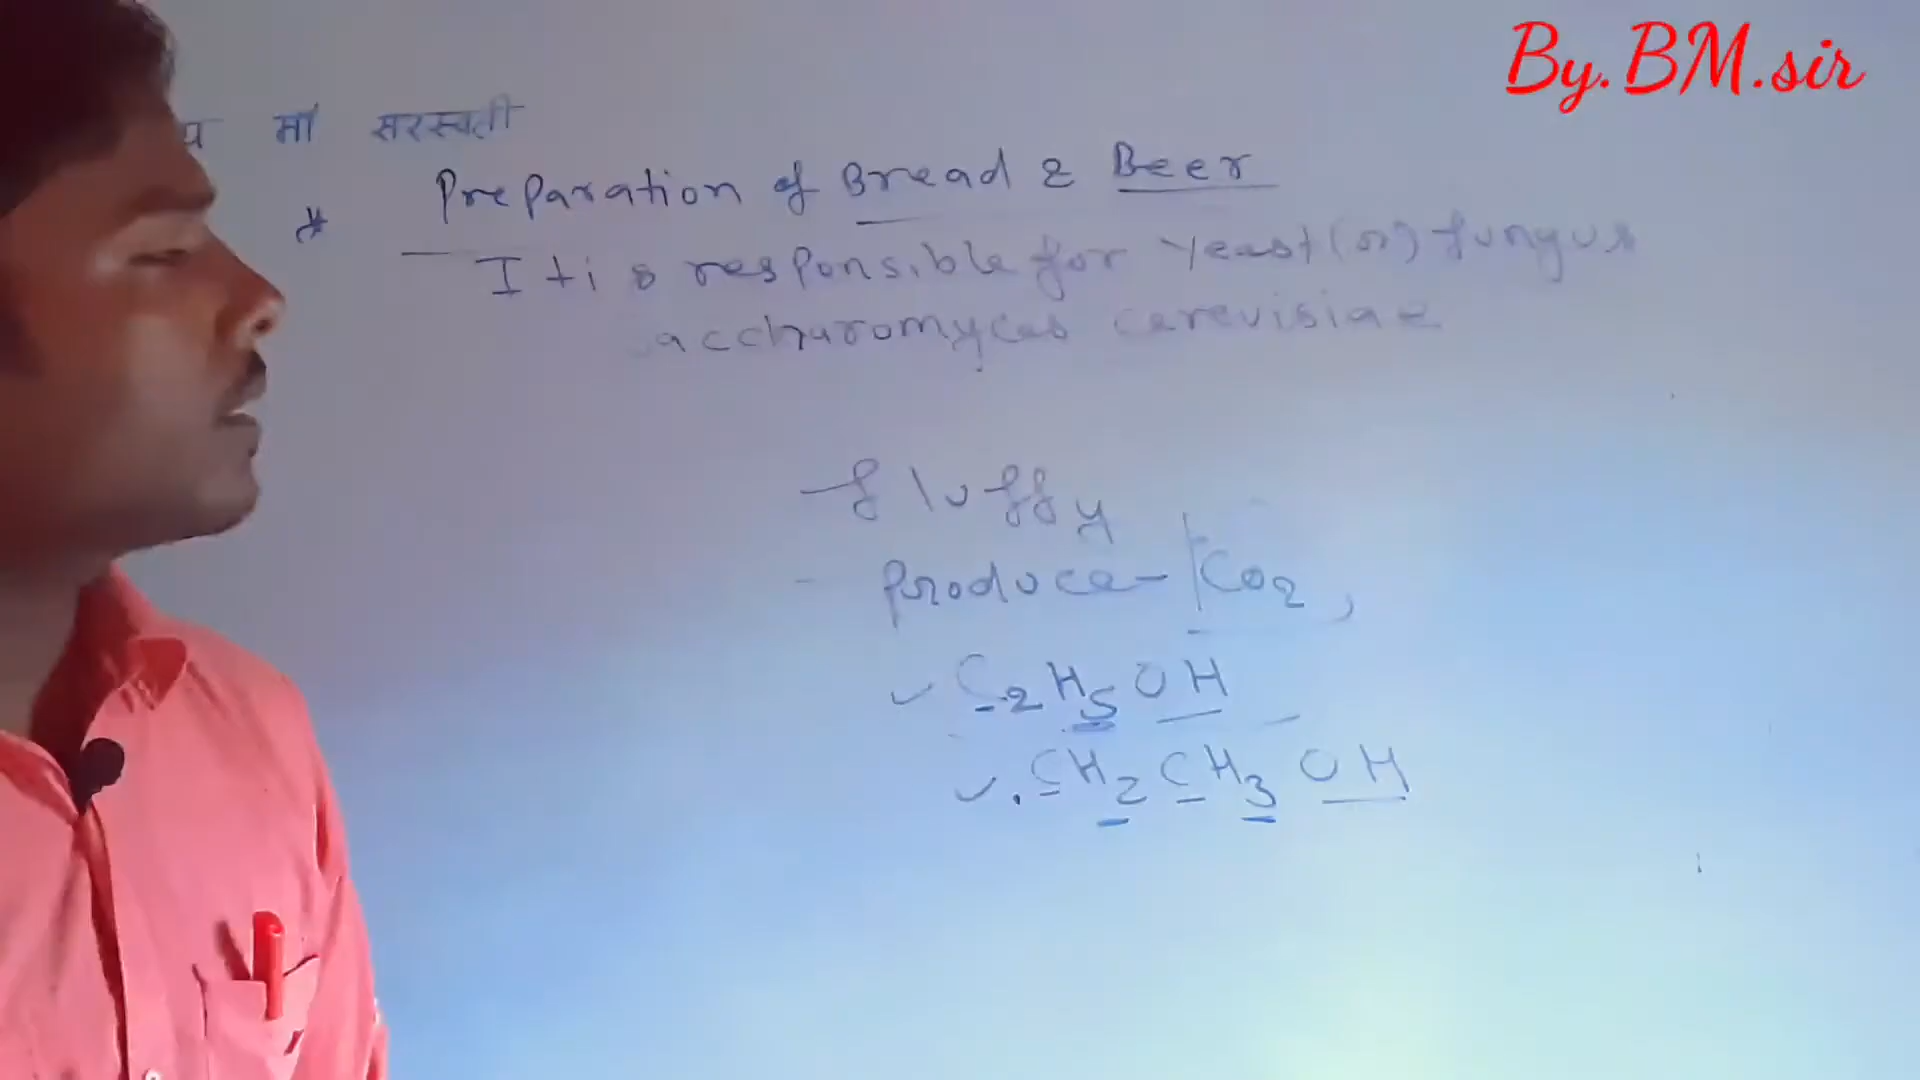 By.BM.sir
य माँ सरस्वती
* Preparation of Bread & Beer
It is responsible for yeast (or) fungus
accharomyces cerevisiae
fluffy
produce- CO2,
C2H5OH
CH2CH3OH